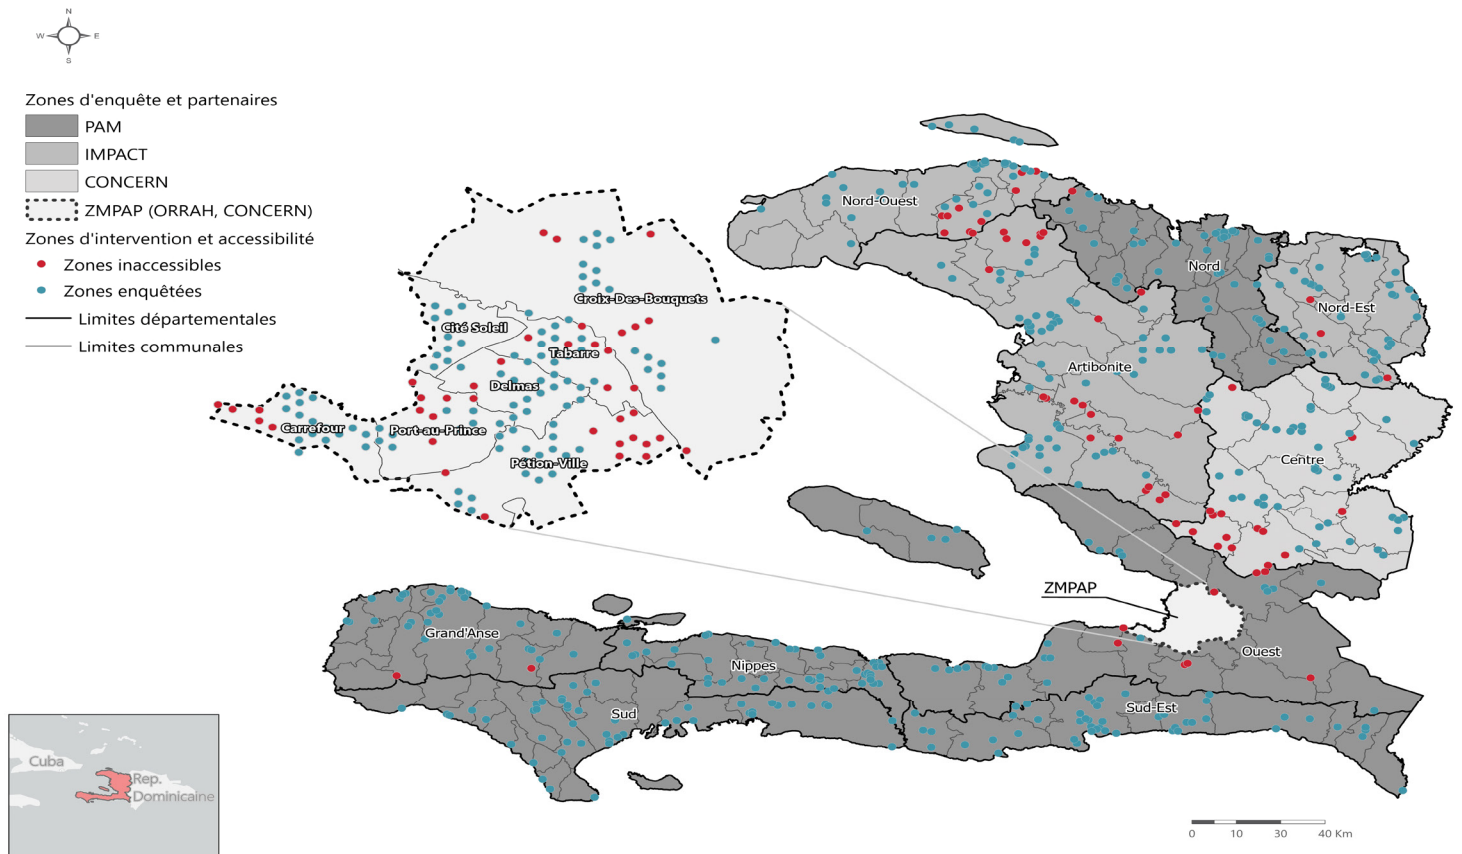 N
W E
S
Zones d'enquête et partenaires
PAM
IMPACT
CONCERN
ZMPAP (ORRAH, CONCERN)
Zones d'intervention et accessibilité
Zones inaccessibles
Zones enquêtées
Limites départementales
Limites communales
Croix-Des-Bouquets
Cité Soleil
Tabarre
Delmas
Carrefour
Port-au-Prince
Pétion-Ville
Nord-Ouest
Nord
Nord-Est
Artibonite
Centre
ZMPAP
Ouest
Grand'Anse
Nippes
Sud
Sud-Est
Cuba
Rep.
Dominicaine
0 10 30 40 Km